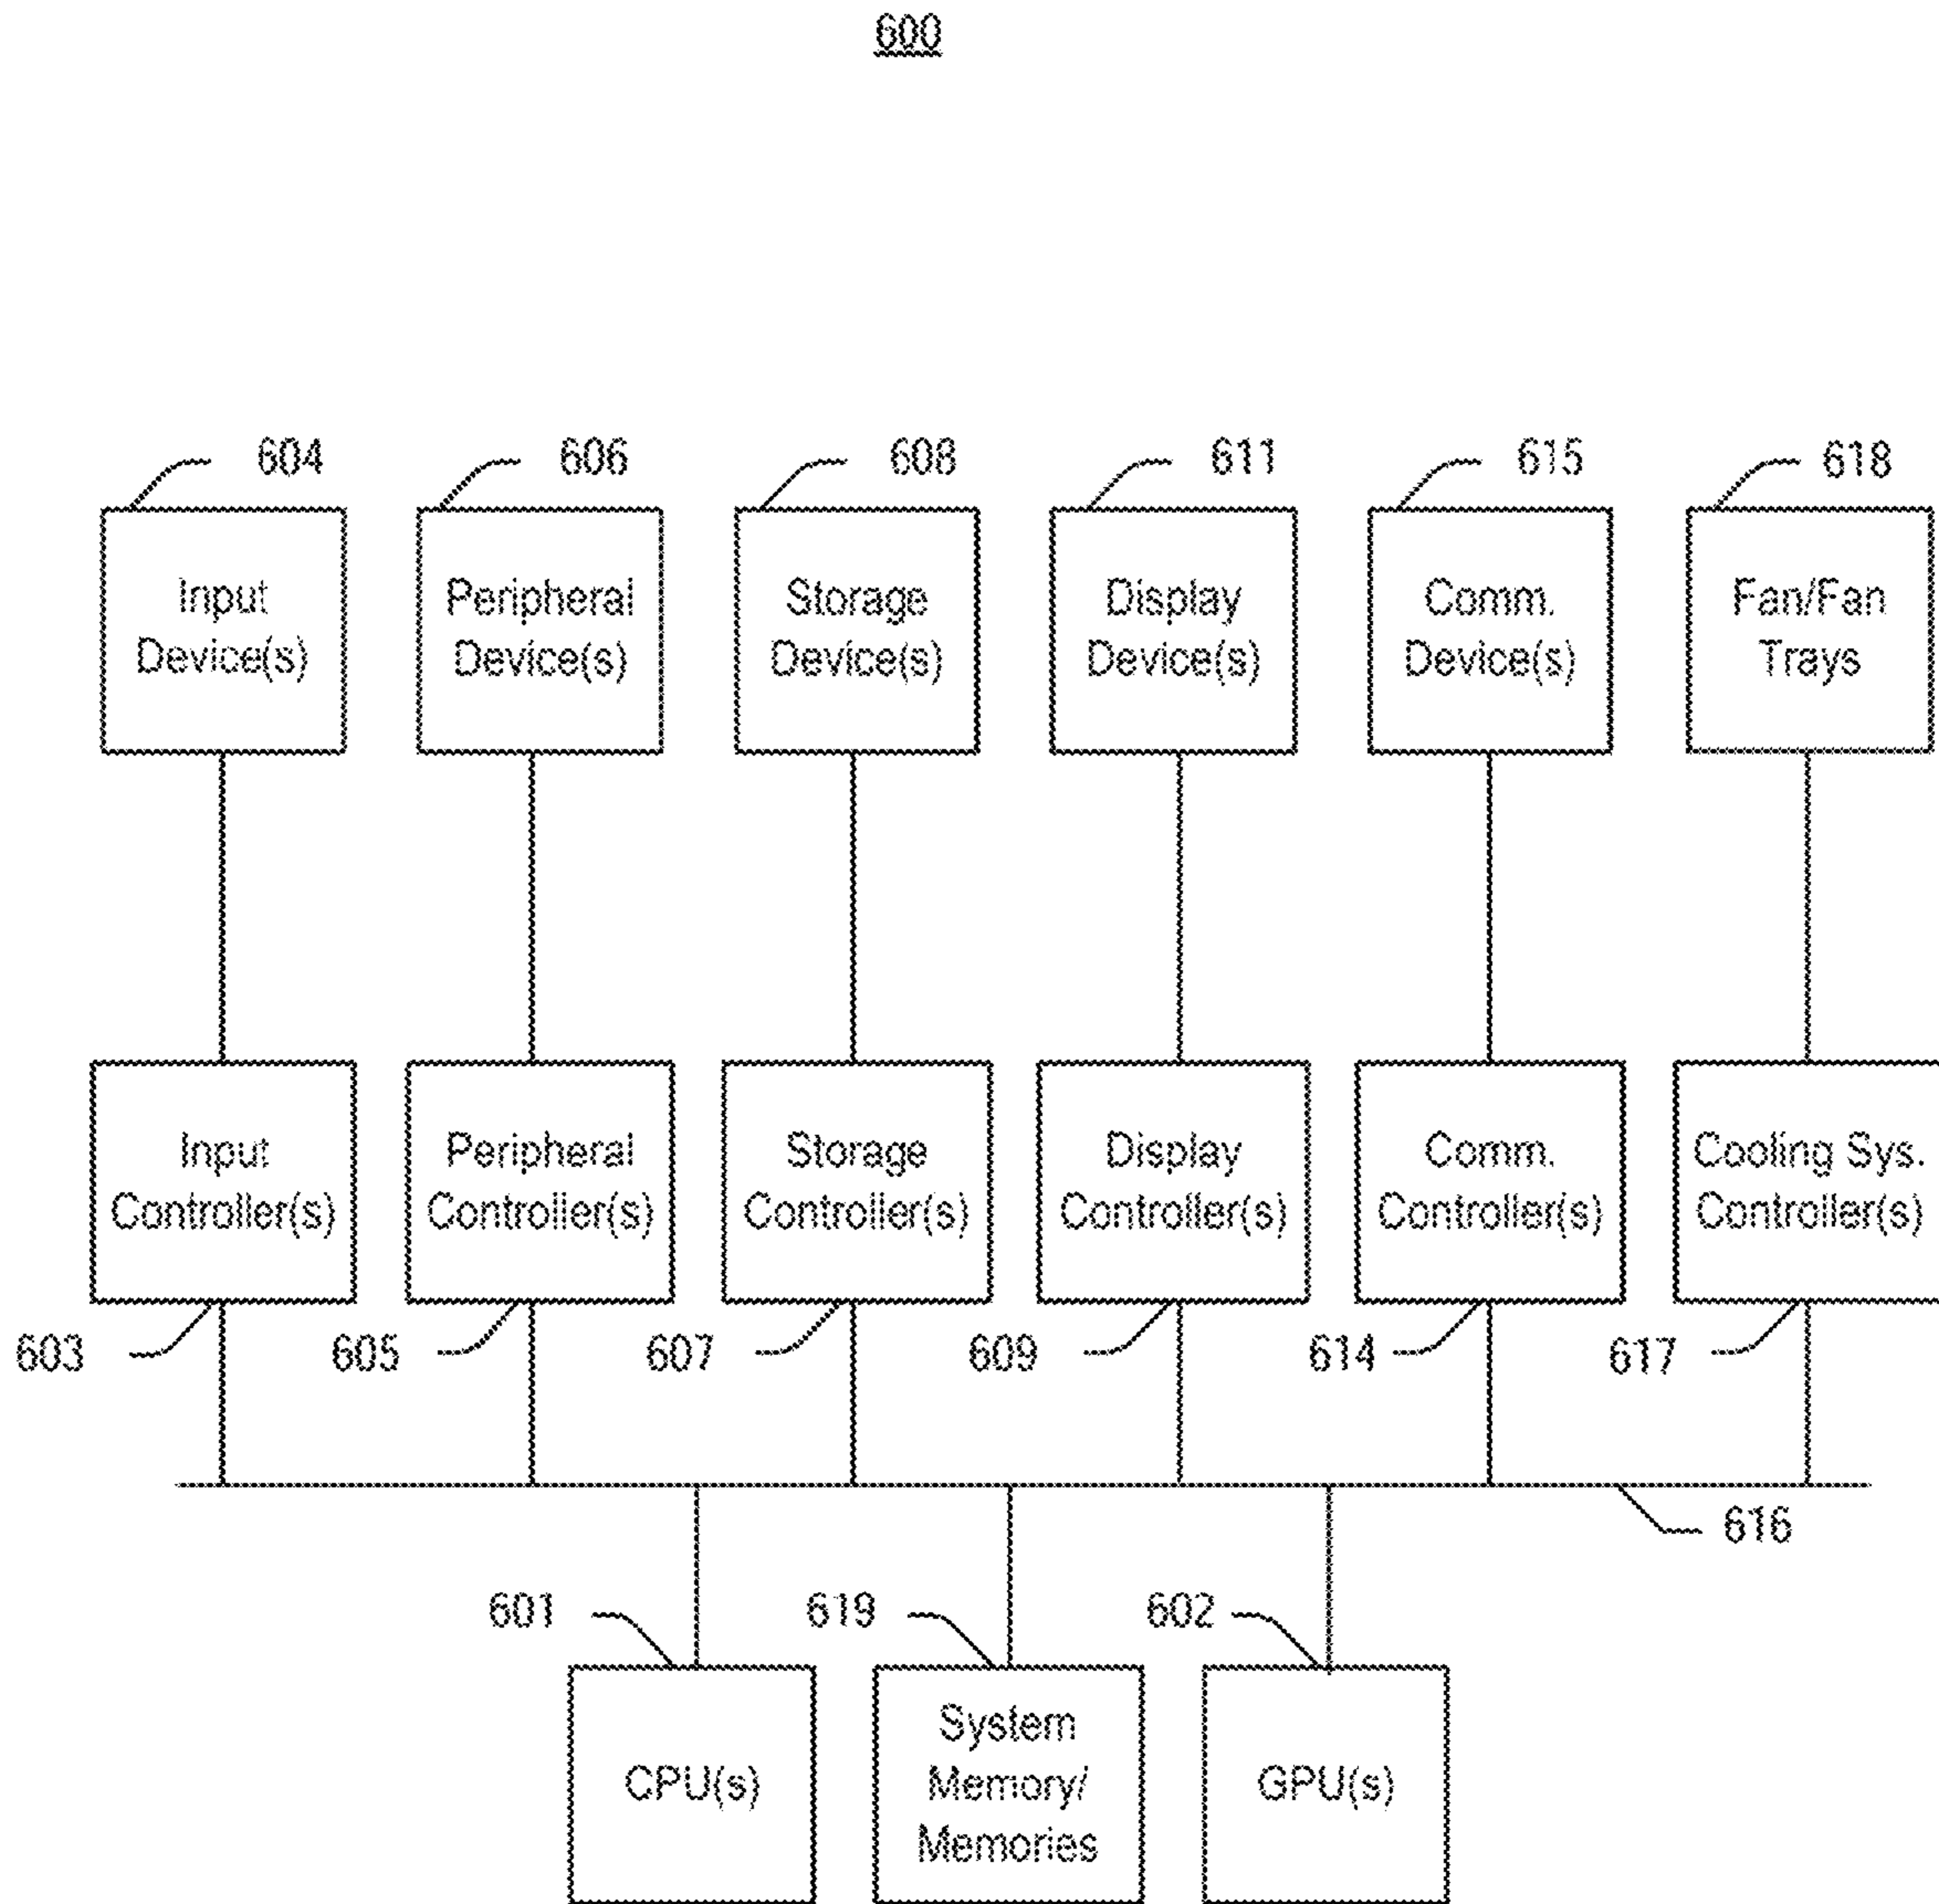 600
604
606
608
611
615
618
Input
Device(s)
Peripheral
Device(s)
Storage
Device(s)
Display
Device(s)
Comm.
Device(s)
Fan/Fan
Trays
Input
Controller(s)
Peripheral
Controller(s)
Storage
Controller(s)
Display
Controller(s)
Comm.
Controller(s)
Cooling Sys.
Controller(s)
603
605
607
609
614
617
616
601
619
602
CPU(s)
System
Memory/
Memories
GPU(s)